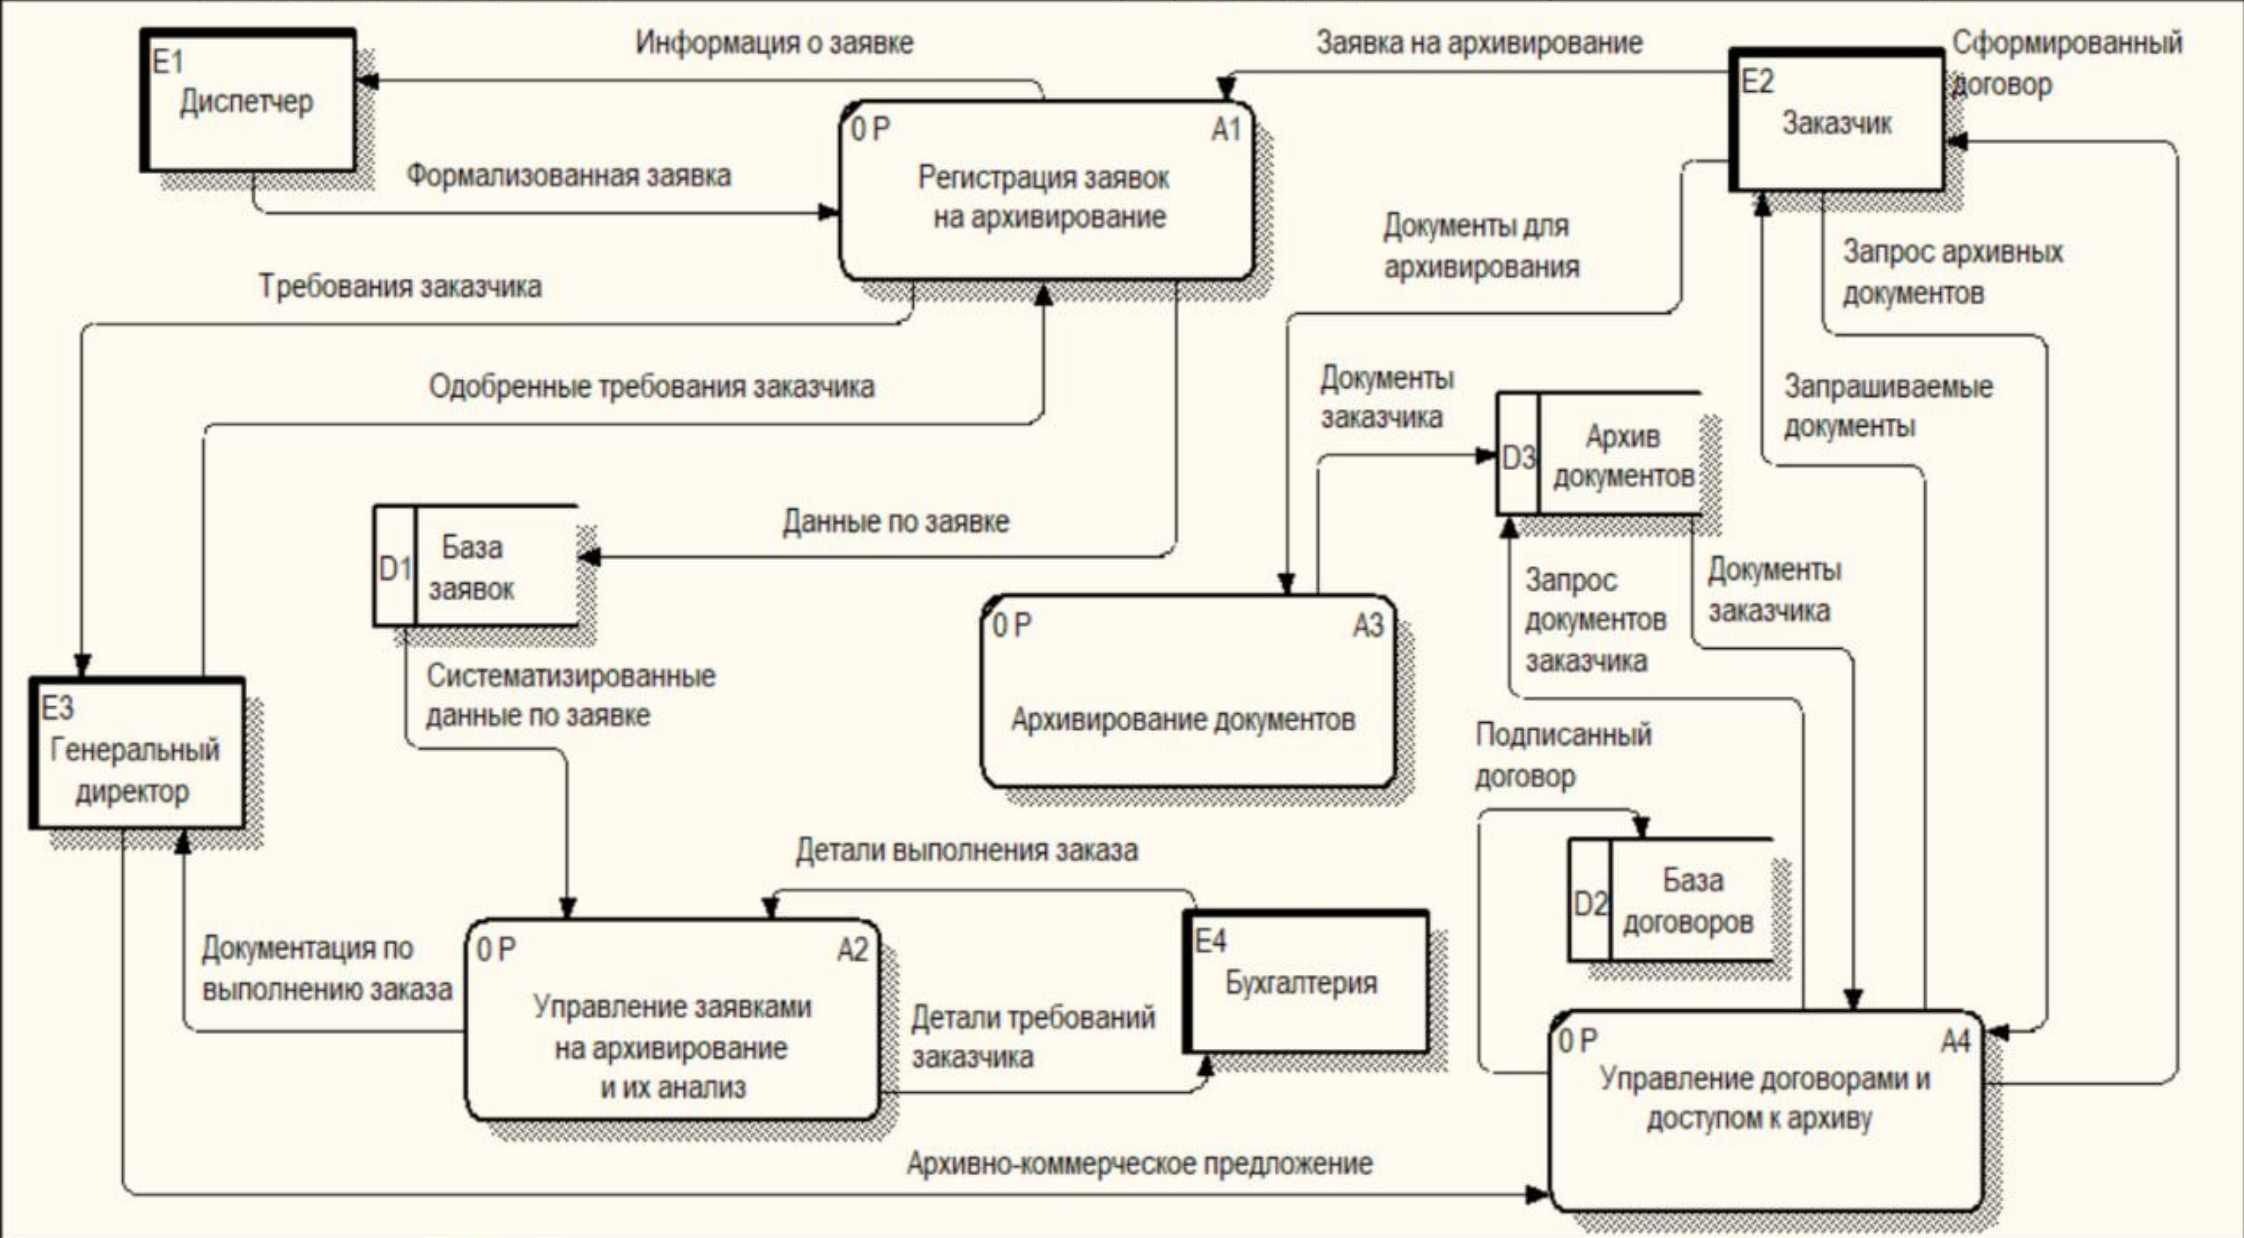 Информация о заявке
Заявка на архивирование
Сформированный
договор
E1
Диспетчер
E2
Заказчик
0 P
A1
Регистрация заявок
на архивирование
Формализованная заявка
Документы для
архивирования
Запрос архивных
документов
Требования заказчика
Одобренные требования заказчика
Документы
заказчика
Запрашиваемые
документы
D3
Архив
документов
Данные по заявке
D1
База
заявок
Запрос
документов
заказчика
Документы
заказчика
0 P
A3
Архивирование документов
Систематизированные
данные по заявке
E3
Генеральный
директор
Подписанный
договор
Детали выполнения заказа
D2
База
договоров
Документация по
выполнению заказа
0 P
A2
Управление заявками
на архивирование
и их анализ
E4
Бухгалтерия
Детали требований
заказчика
0 P
A4
Управление договорами и
доступом к архиву
Архивно-коммерческое предложение